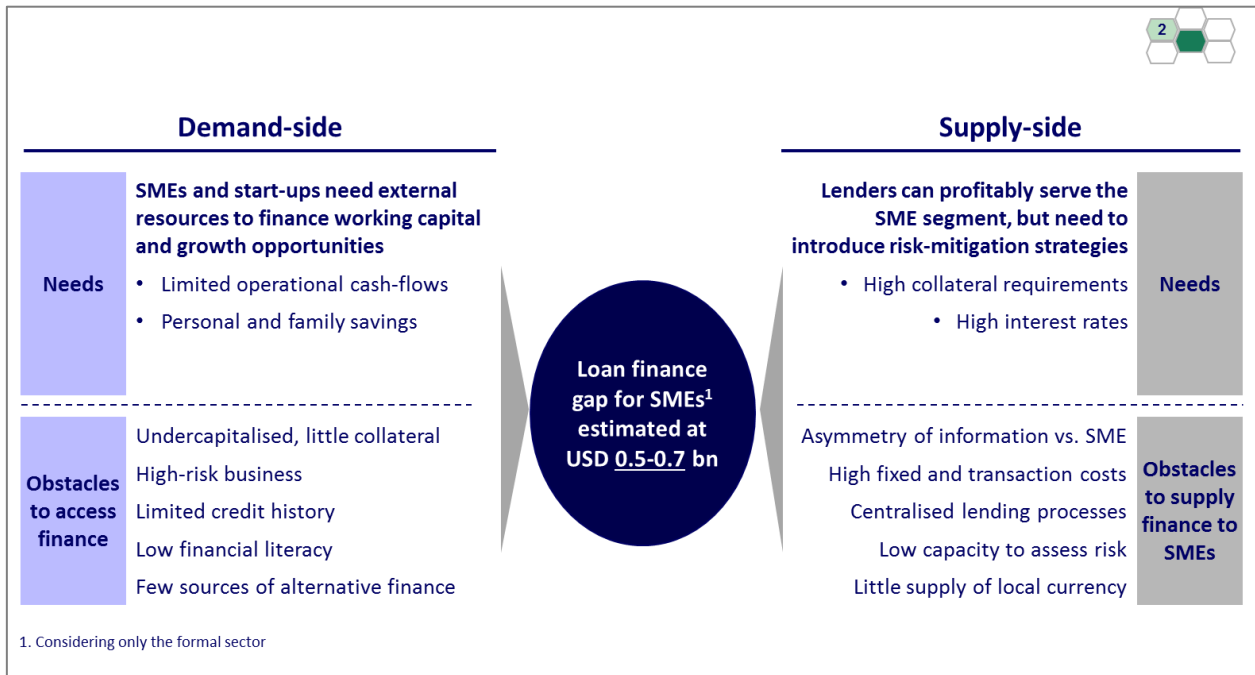 2
Demand-side
Needs
SMEs and start-ups need external
resources to finance working capital
and growth opportunities
• Limited operational cash-flows
• Personal and family savings
Obstacles
to access
finance
Undercapitalised, little collateral
High-risk business
Limited credit history
Low financial literacy
Few sources of alternative finance
Loan finance
gap for SMEs1
estimated at
USD 0.5-0.7 bn
Supply-side
Lenders can profitably serve the
SME segment, but need to
introduce risk-mitigation strategies
• High collateral requirements
• High interest rates
Needs
Asymmetry of information vs. SME
High fixed and transaction costs
Centralised lending processes
Low capacity to assess risk
Little supply of local currency
Obstacles
to supply
finance to
SMEs
1. Considering only the formal sector